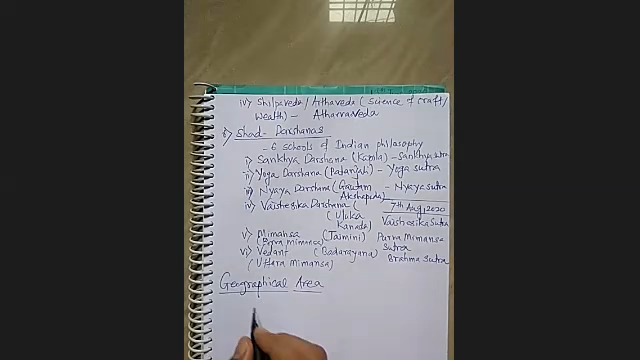 iv) Shilpaveda / Arthaveda (Science of craft/
wealth) - Atharvaveda
8) Shad- Darshanas
- 6 schools of Indian philosophy
i) Sankhya Darshana (Kapila) - Sankhya sutra
ii) Yoga Darshana (Patanjali) - Yoga sutra
iii) Nyaya Darshana (Gautam - Nyaya sutra
Akshapada)
iv) Vaisheshika Darshana ( 7th Aug, 2020
(Uluka Vaisheshika Sutra
Kanada)
v) Mimansa (Jaimini) Purva Mimansa
(Purva Mimansa) Sutra
vi) Vedant (Badarayana) Brahma Sutra
(Uttara Mimansa)
Geographical Area